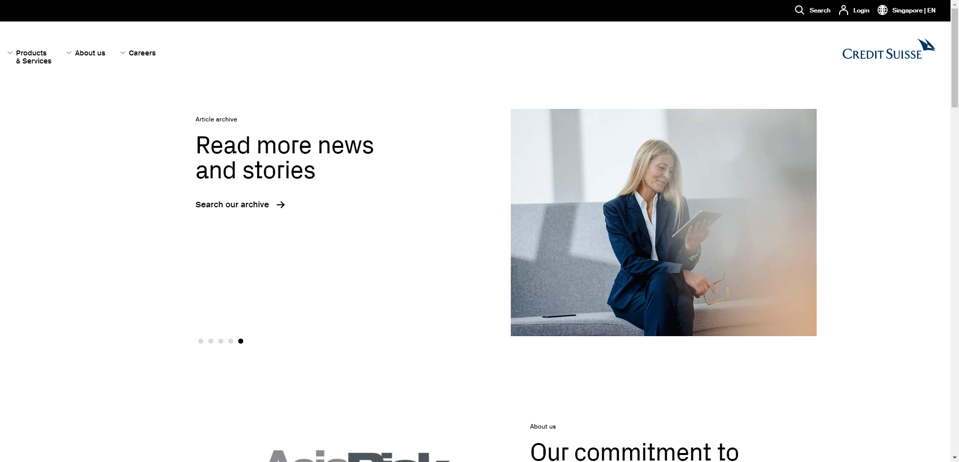 Search
Login
Singapore | EN
Products
& Services
About us
Careers
CREDIT SUISSE
Article archive
Read more news
and stories
Search our archive
About us
Our commitment to
AsiaRisk